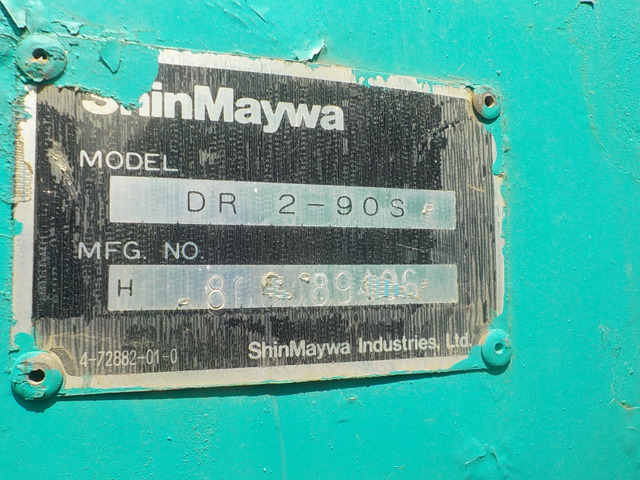 ShinMaywa
MODEL
DR 2-90S
MFG. NO.
H
4-72882-01-0
ShinMaywa Industries, Ltd.